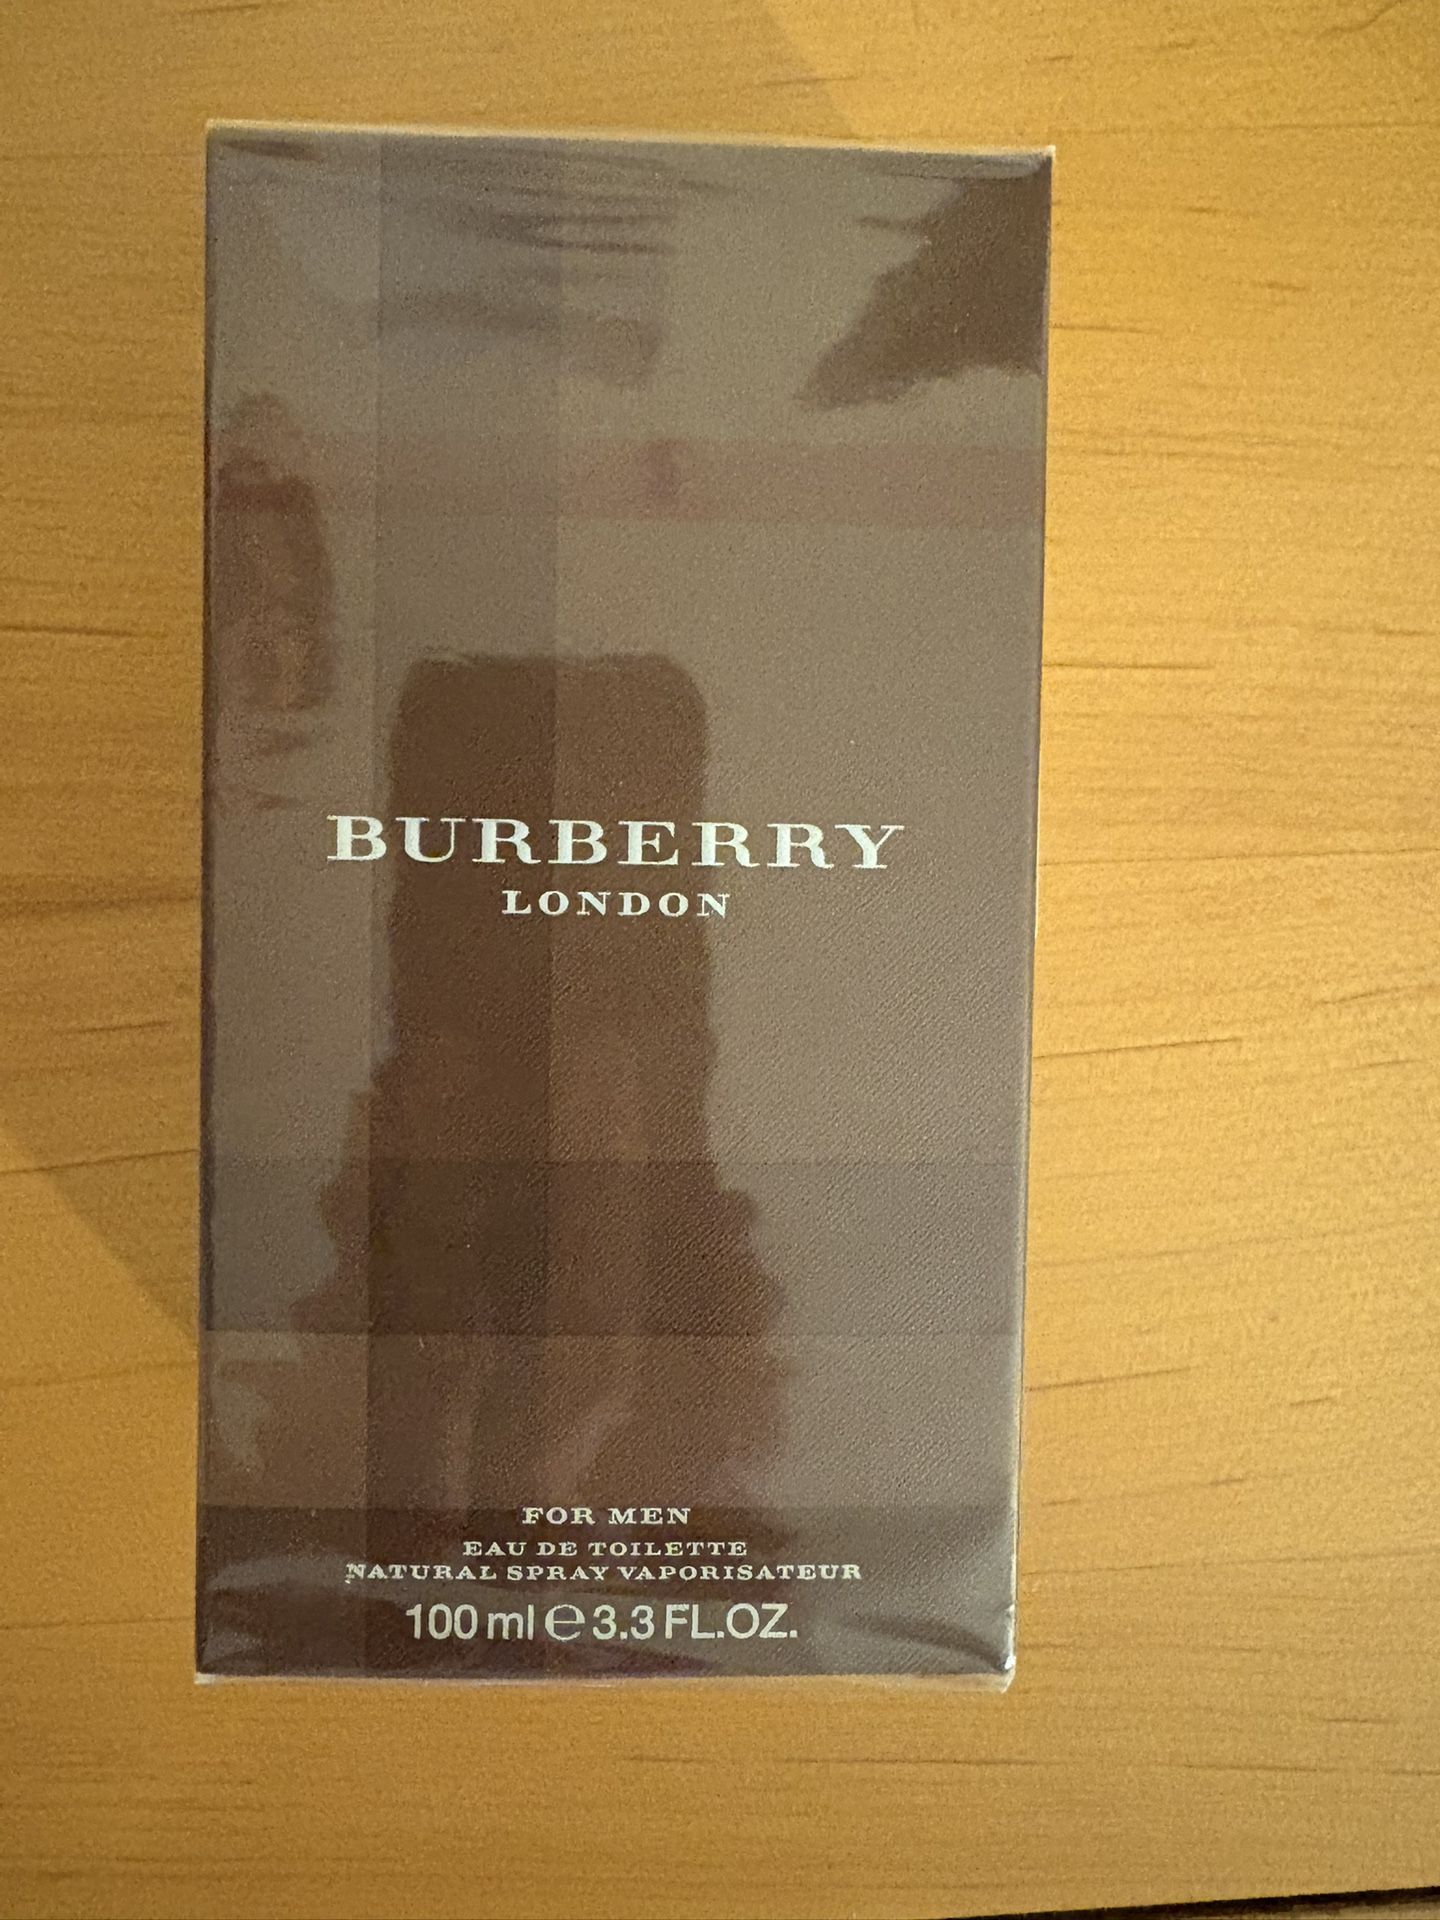 BURBERRY
LONDON
FOR MEN
EAU DE TOILETTE
NATURAL SPRAY VAPORISATEUR
100 ml ℮ 3.3 FL.OZ.